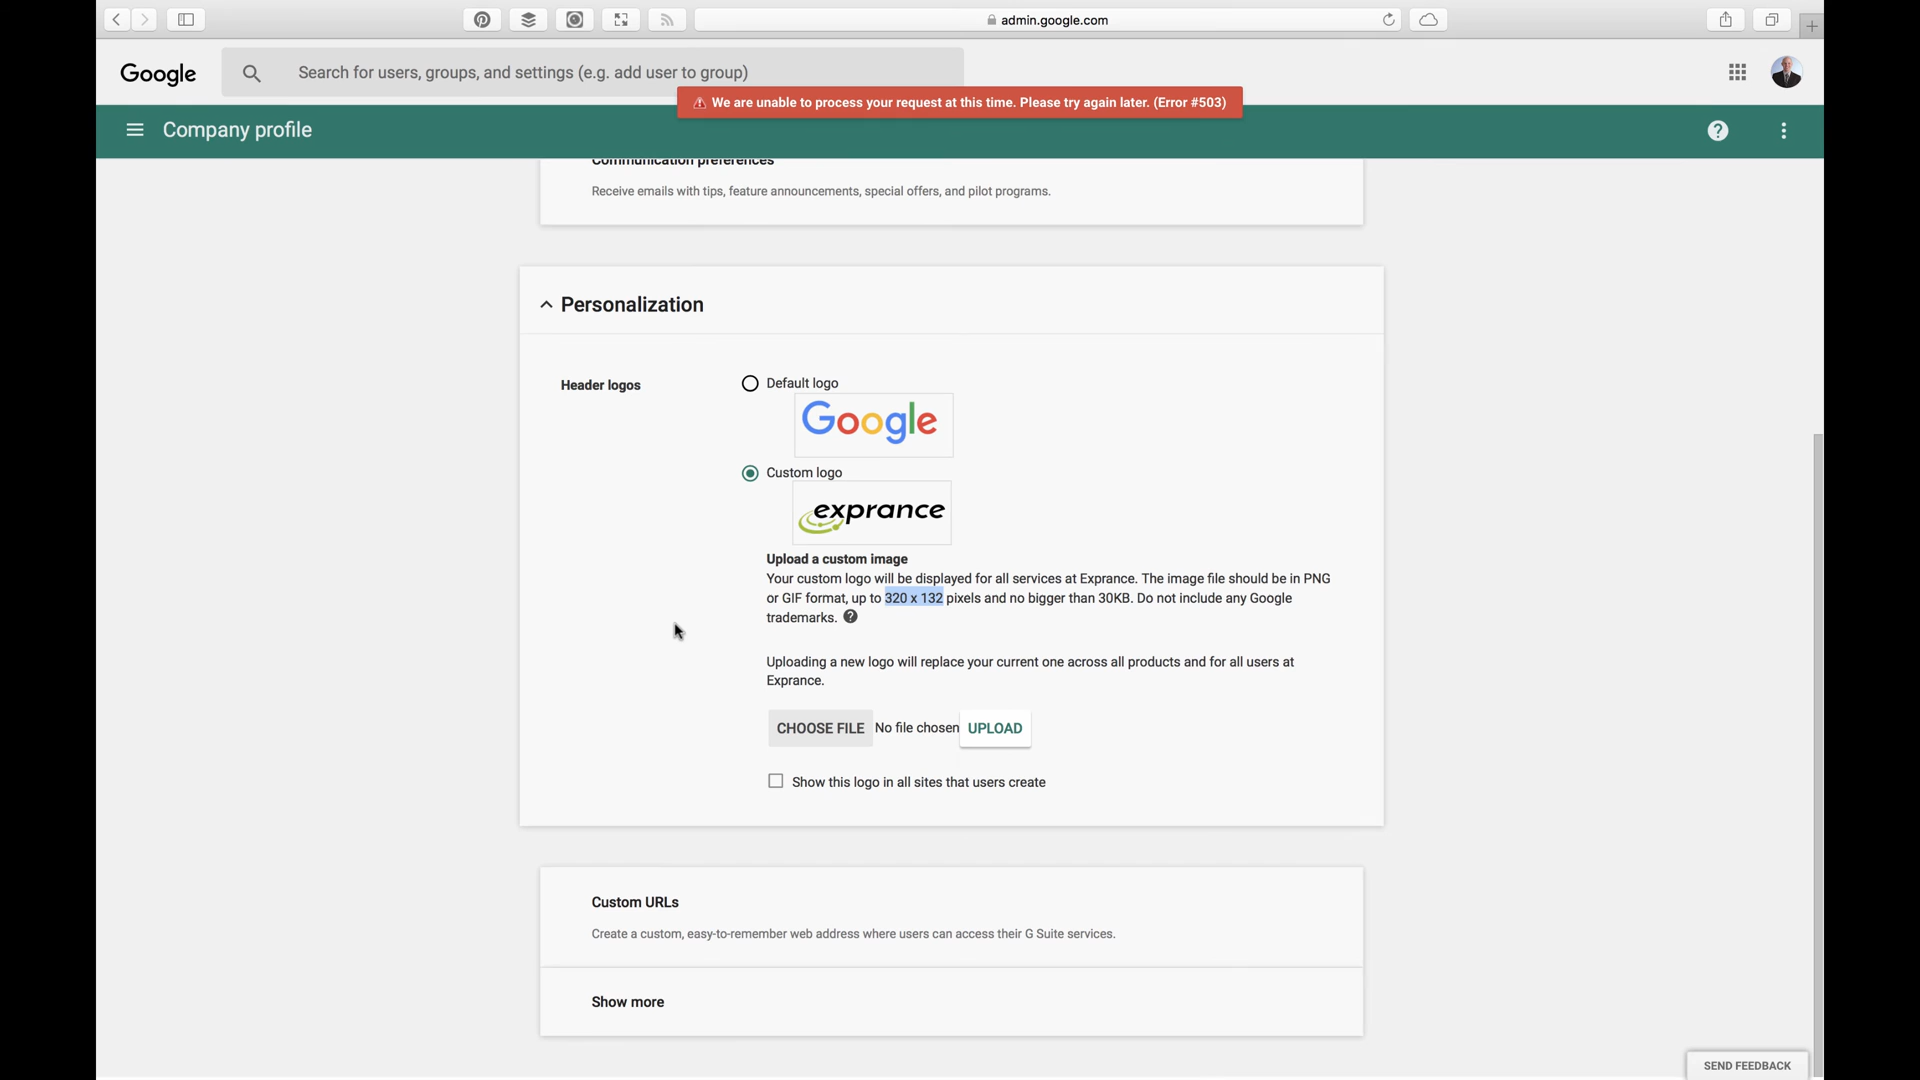 admin.google.com
Google
Search for users, groups, and settings (e.g. add user to group)
We are unable to process your request at this time. Please try again later. (Error #503)
Company profile
Communication preferences
Receive emails with tips, feature announcements, special offers, and pilot programs.
Personalization
Header logos
Default logo
Google
Custom logo
exprance
Upload a custom image
Your custom logo will be displayed for all services at Exprance. The image file should be in PNG
or GIF format, up to 320 x 132 pixels and no bigger than 30KB. Do not include any Google
trademarks.
Uploading a new logo will replace your current one across all products and for all users at
Exprance.
CHOOSE FILE No file chosen UPLOAD
Show this logo in all sites that users create
Custom URLs
Create a custom, easy-to-remember web address where users can access their G Suite services.
Show more
SEND FEEDBACK